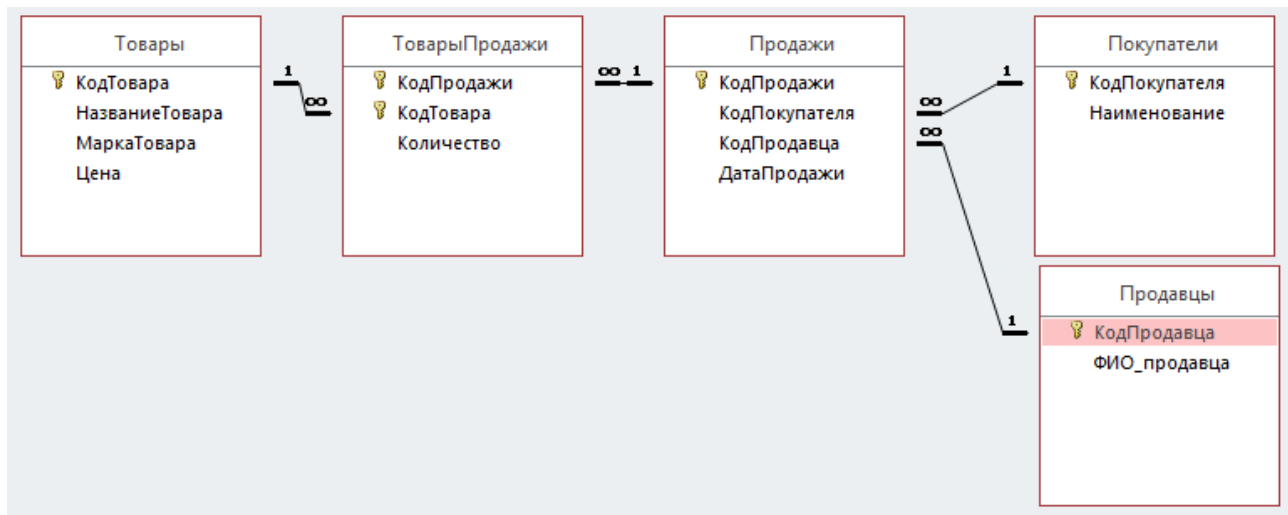 Товары
КодТовара
НазваниеТовара
МаркаТовара
Цена
1
∞
ТоварыПродажи
КодПродажи
КодТовара
Количество
∞ 1
Продажи
КодПродажи
КодПокупателя
КодПродавца
ДатаПродажи
∞
∞
1
Покупатели
КодПокупателя
Наименование
1
Продавцы
КодПродавца
ФИО_продавца